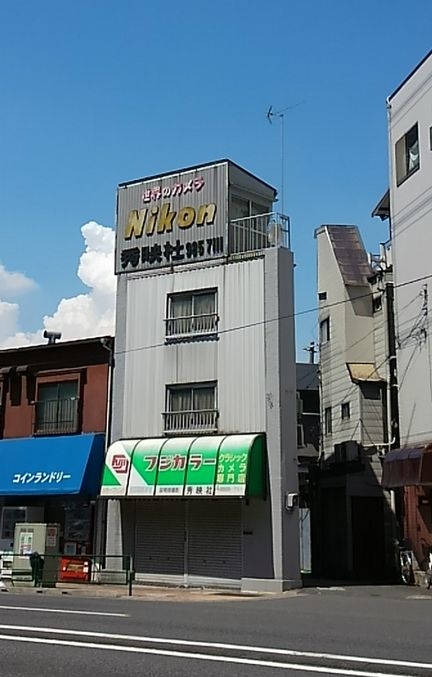 世界のカメラ
Nikon
秀映社 985 7111
FUJI
フジカラー
クラシック
カメラ
専門店
秀映社
コインランドリー